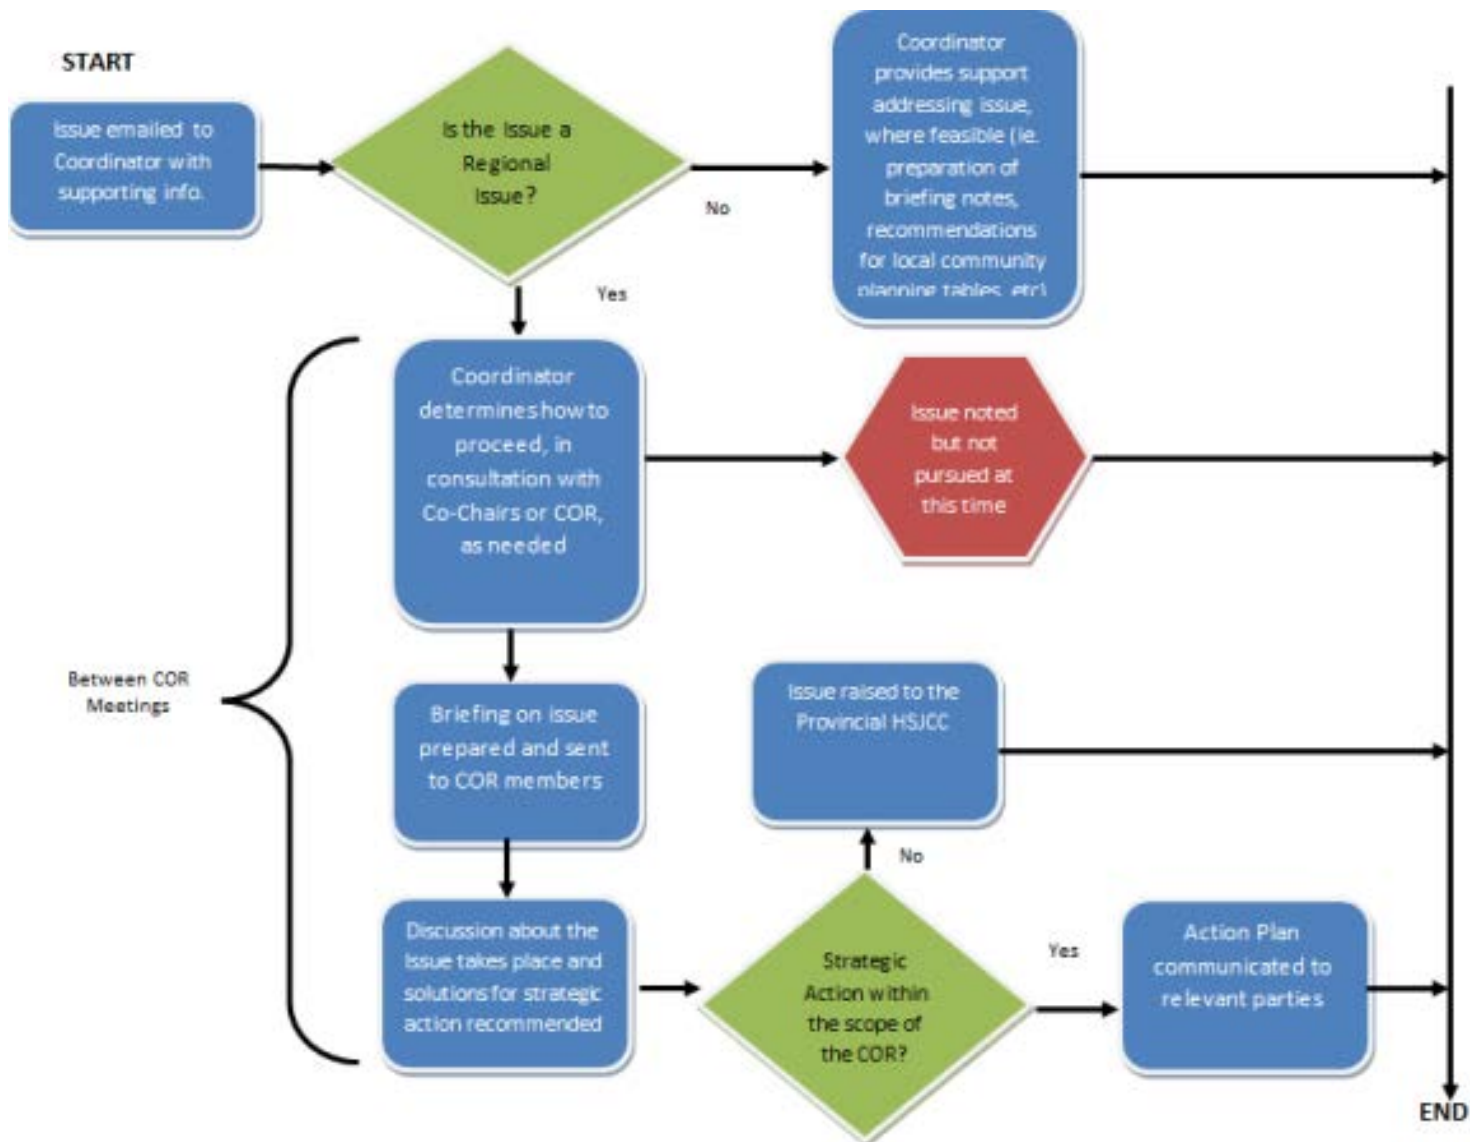 START
Issue emailed to
Coordinator with
supporting info.
Is the Issue a
Regional
Issue?
No
Yes
Coordinator
provides support
addressing issue,
where feasible (ie.
preparation of
briefing notes,
recommendations
for local community
planning tables, etc)
Coordinator
determines how to
proceed, in
consultation with
Co-Chairs or COR,
as needed
Issue noted
but not
pursued at
this time
Between COR
Meetings
Briefing on issue
prepared and sent
to COR members
Issue raised to the
Provincial HSJCC
No
Discussion about the
Issue takes place and
solutions for strategic
action recommended
Strategic
Action within
the scope of
the COR?
Yes
Action Plan
communicated to
relevant parties
END